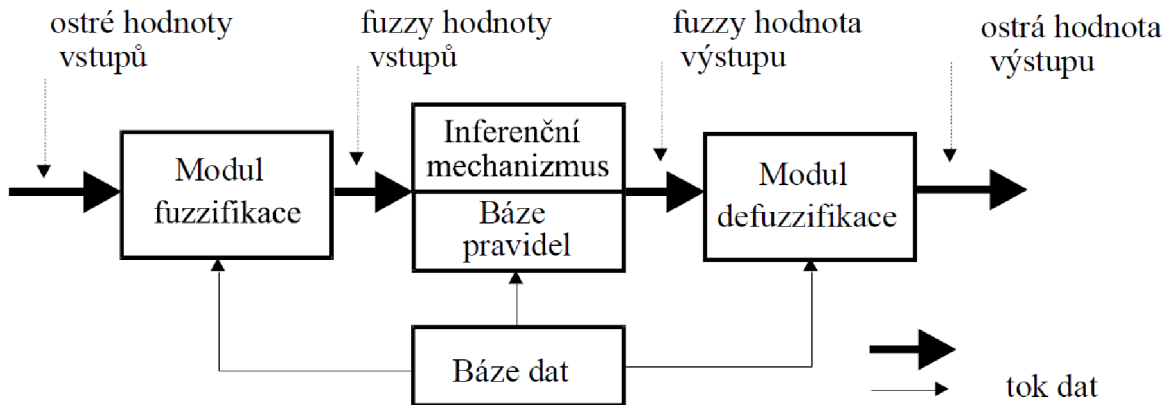 ostré hodnoty
vstupů
fuzzy hodnoty
vstupů
fuzzy hodnota
výstupu
ostrá hodnota
výstupu
Modul
fuzzifikace
Inferenční
mechanizmus
Báze
pravidel
Modul
defuzzifikace
Báze dat
tok dat